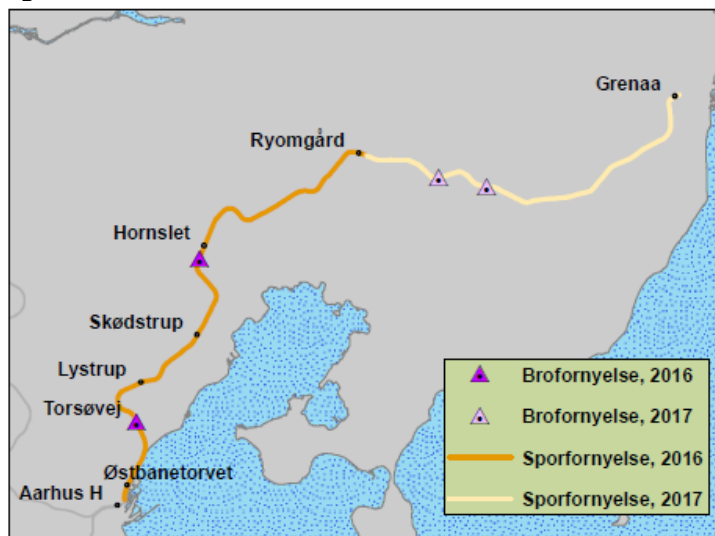 Grenaa
Ryomgård
Hornslet
Skødstrup
Lystrup
Torsøvej
Østbanetorvet
Aarhus H
Brofornyelse, 2016
Brofornyelse, 2017
Sporfornyelse, 2016
Sporfornyelse, 2017